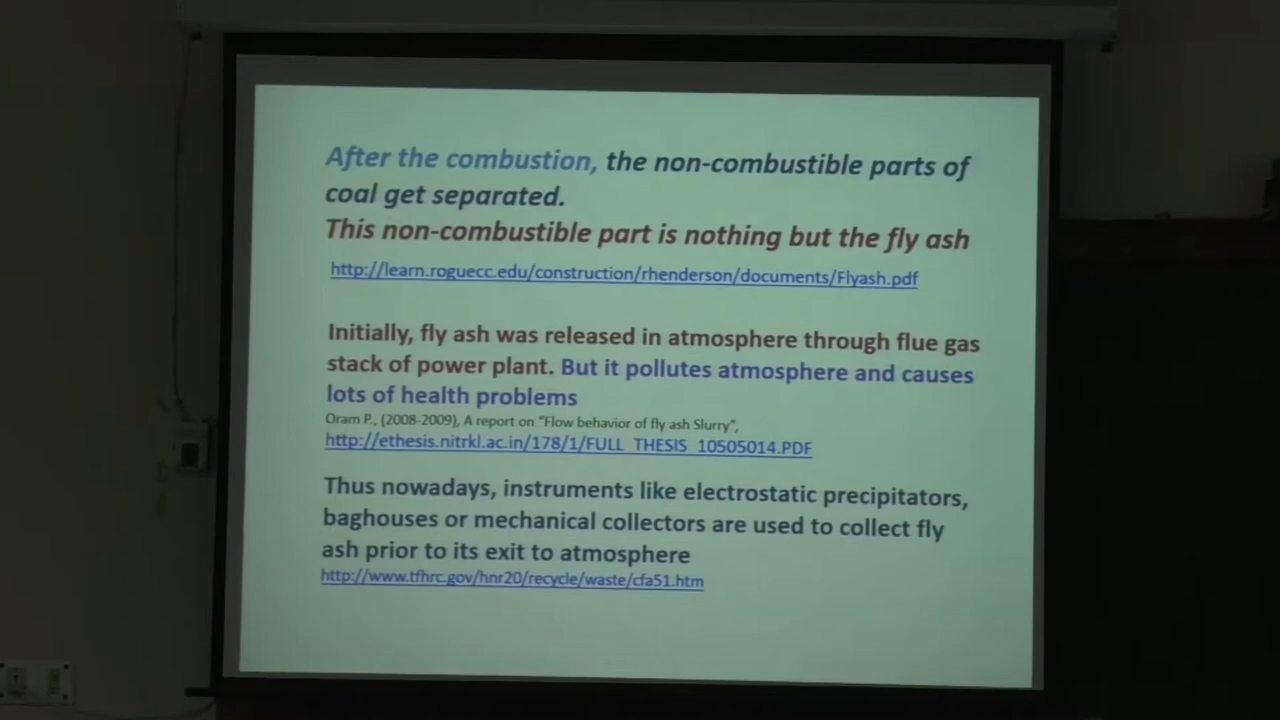 After the combustion, the non-combustible parts of
coal get separated.
This non-combustible part is nothing but the fly ash
http://learn.roguecc.edu/construction/rhenderson/documents/Flyash.pdf
Initially, fly ash was released in atmosphere through flue gas
stack of power plant. But it pollutes atmosphere and causes
lots of health problems
Oram P., (2008-2009), A report on "Flow behavior of fly ash Slurry",
http://ethesis.nitrkl.ac.in/178/1/FULL_THESIS_10505014.PDF
Thus nowadays, instruments like electrostatic precipitators,
baghouses or mechanical collectors are used to collect fly
ash prior to its exit to atmosphere
http://www.tfhrc.gov/hnr20/recycle/waste/cfa51.htm